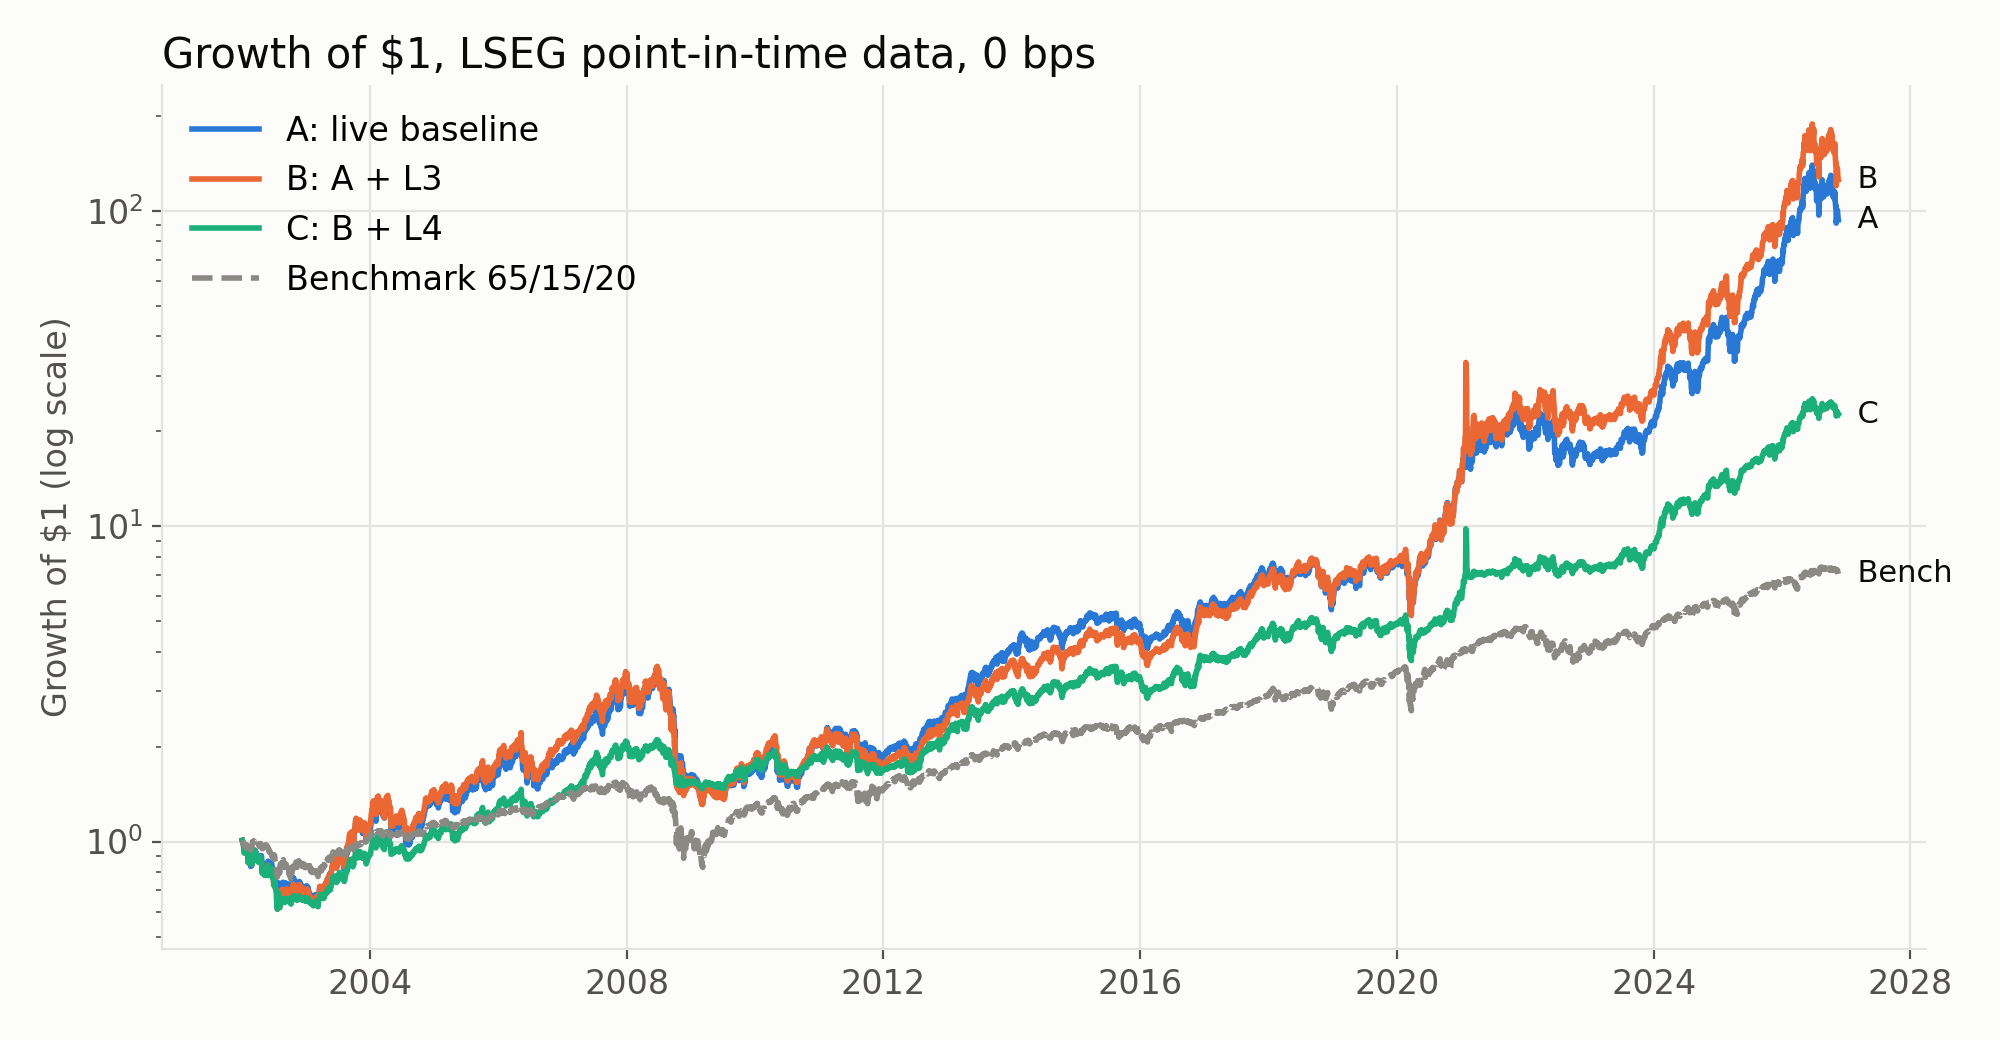 Growth of $1, LSEG point-in-time data, 0 bps
A: live baseline
B: A + L3
C: B + L4
Benchmark 65/15/20
Growth of $1 (log scale)
10²
10¹
10⁰
B
A
C
Bench
2004 2008 2012 2016 2020 2024 2028